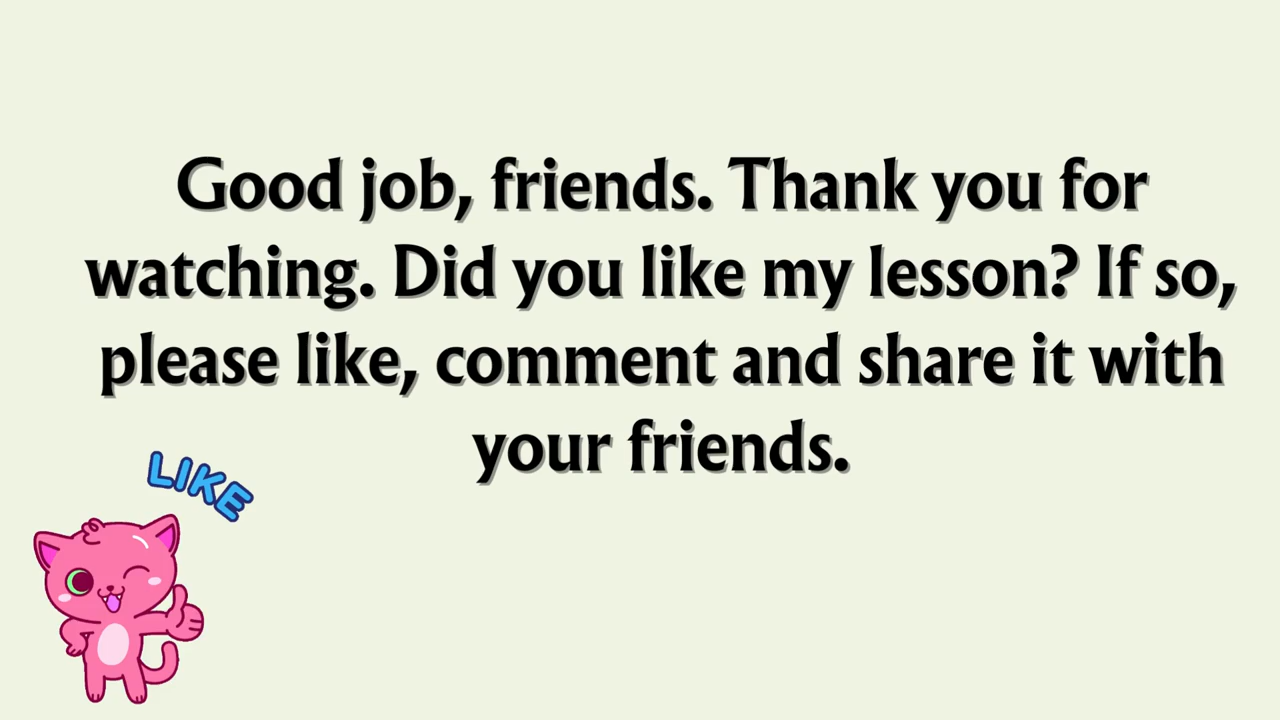 Good job, friends. Thank you for
watching. Did you like my lesson? If so,
please like, comment and share it with
your friends.
LIKE